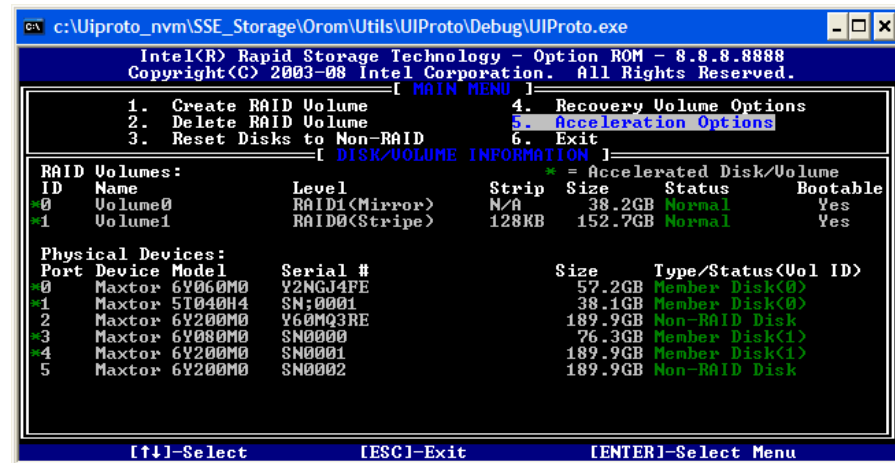 c:\Uiproto_nvm\SSE_Storage\Orom\Utils\UIProto\Debug\UIProto.exe
Intel(R) Rapid Storage Technology - Option ROM - 8.8.8.8888
Copyright(C) 2003-08 Intel Corporation. All Rights Reserved.
[ MAIN MENU ]
1. Create RAID Volume 4. Recovery Volume Options
2. Delete RAID Volume 5. Acceleration Options
3. Reset Disks to Non-RAID 6. Exit
[ DISK/VOLUME INFORMATION ]
RAID Volumes: * = Accelerated Disk/Volume
ID Name Level Strip Size Status Bootable
*0 Volume0 RAID1(Mirror) N/A 38.2GB Normal Yes
*1 Volume1 RAID0(Stripe) 128KB 152.7GB Normal Yes
Physical Devices:
Port Device Model Serial # Size Type/Status(Vol ID)
*0 Maxtor 6Y060M0 Y2NGJ4FE 57.2GB Member Disk(0)
*1 Maxtor 5T040H4 SN;0001 38.1GB Member Disk(0)
2 Maxtor 6Y200M0 Y60MQ3RE 189.9GB Non-RAID Disk
*3 Maxtor 6Y080M0 SN0000 76.3GB Member Disk(1)
*4 Maxtor 6Y200M0 SN0001 189.9GB Member Disk(1)
5 Maxtor 6Y200M0 SN0002 189.9GB Non-RAID Disk
[↑↓]-Select [ESC]-Exit [ENTER]-Select Menu